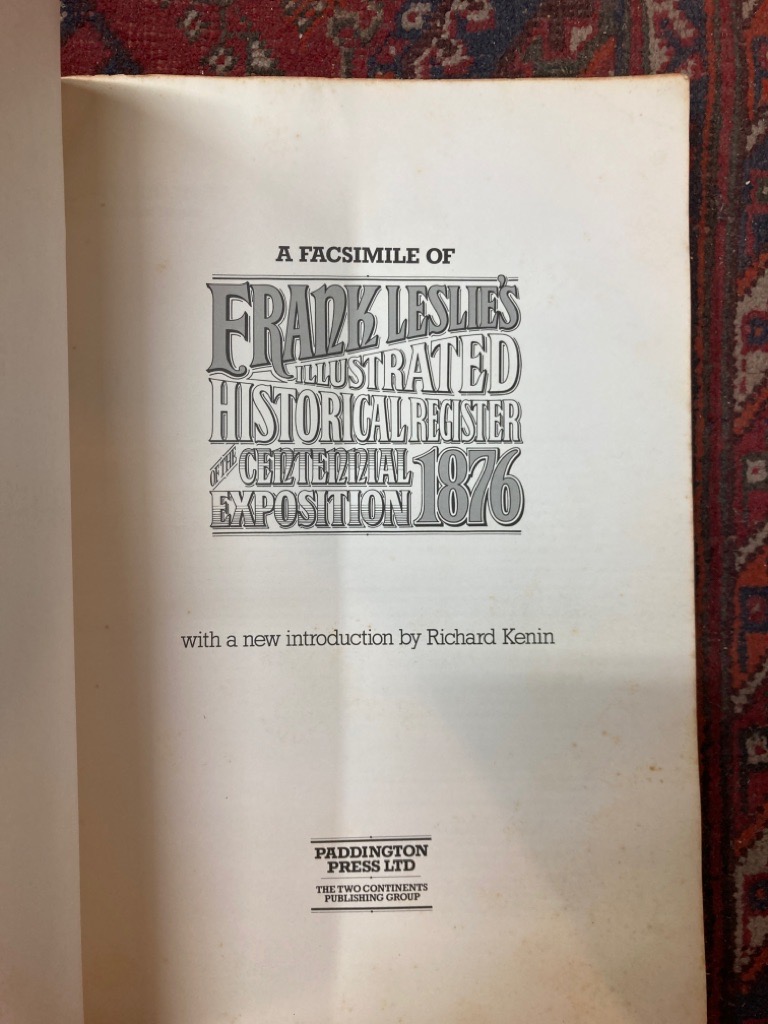 A FACSIMILE OF
FRANK LESLIE'S
ILLUSTRATED
HISTORICAL REGISTER
OF THE CENTENNIAL
EXPOSITION 1876
with a new introduction by Richard Kenin
PADDINGTON
PRESS LTD
THE TWO CONTINENTS
PUBLISHING GROUP